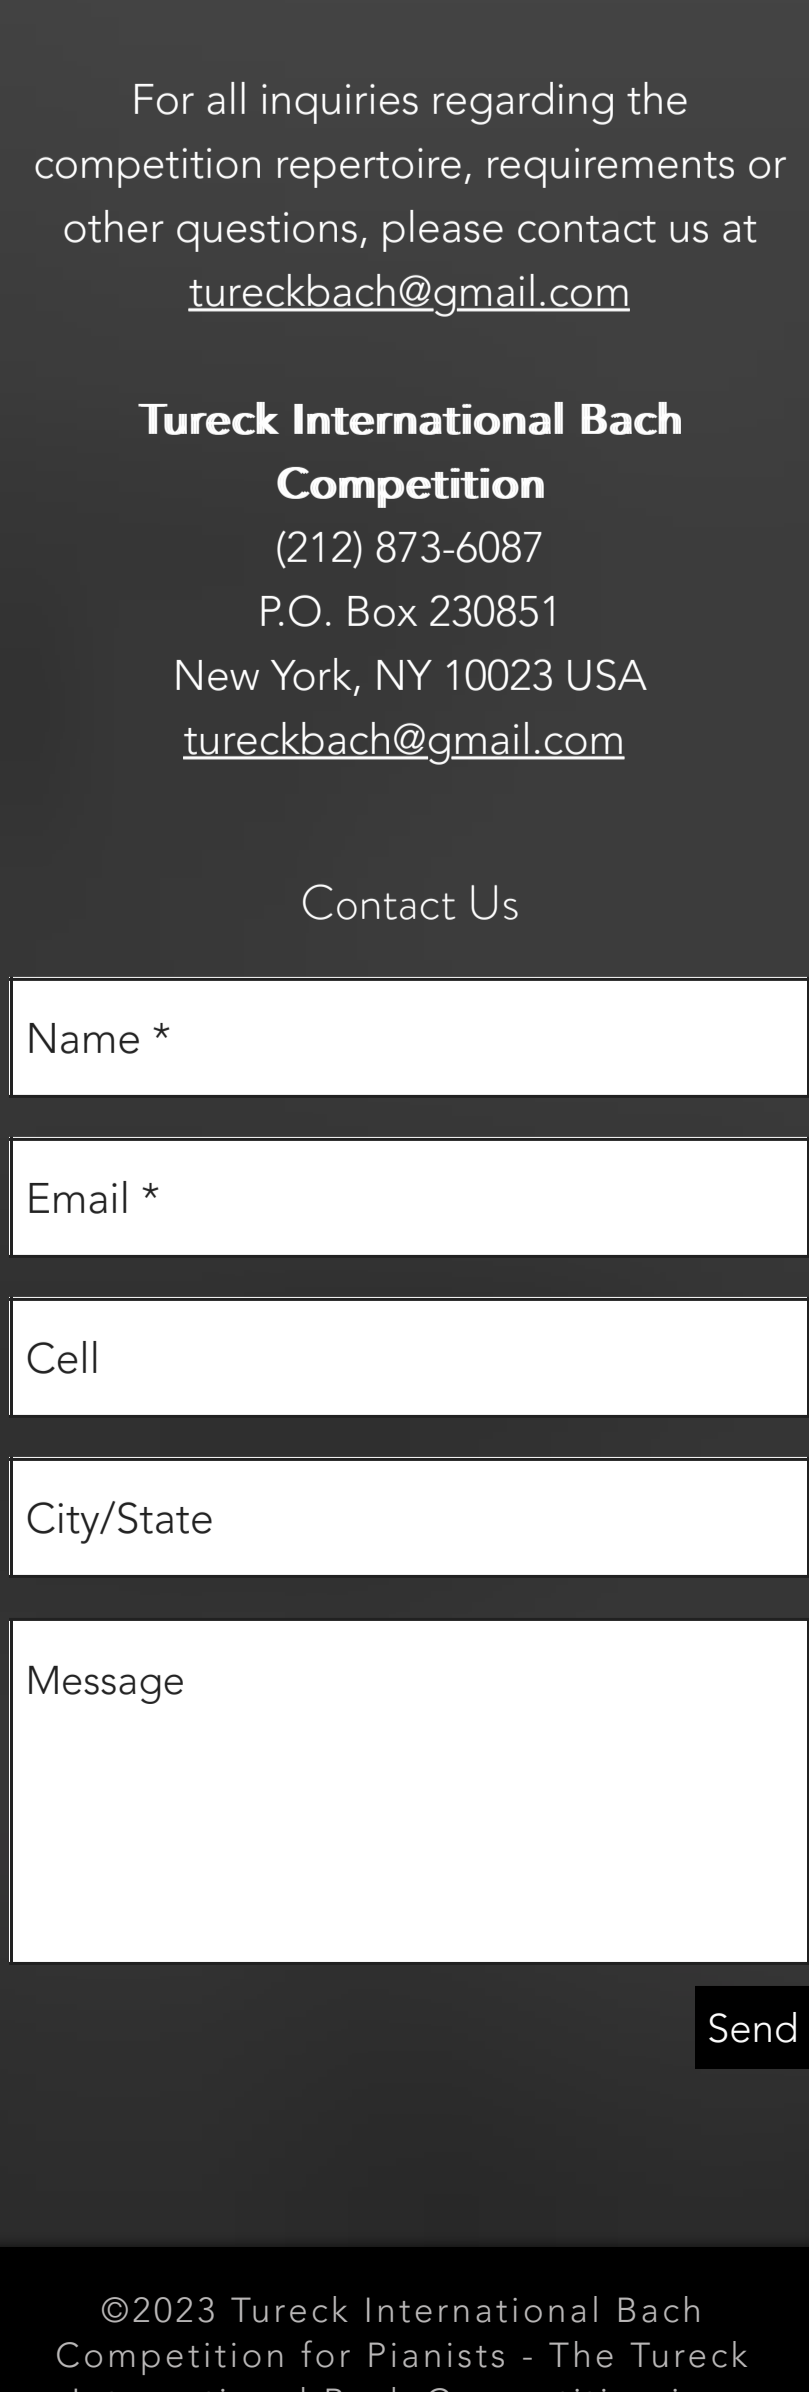 For all inquiries regarding the
competition repertoire, requirements or
other questions, please contact us at
tureckbach@gmail.com
Tureck International Bach
Competition
(212) 873-6087
P.O. Box 230851
New York, NY 10023 USA
tureckbach@gmail.com
Contact Us
Name *
Email *
Cell
City/State
Message
Send
©2023 Tureck International Bach
Competition for Pianists - The Tureck